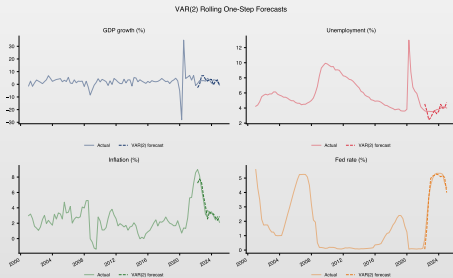 VAR(2) Rolling One-Step Forecasts
GDP growth (%)
Unemployment (%)
30
20
10
0
−10
−20
−30
12
10
8
6
4
2
Actual VAR(2) forecast
Actual VAR(2) forecast
Inflation (%)
Fed rate (%)
8
6
4
2
0
5
4
3
2
1
0
2000 2004 2008 2012 2016 2020 2024
2000 2004 2008 2012 2016 2020 2024
Actual VAR(2) forecast
Actual VAR(2) forecast